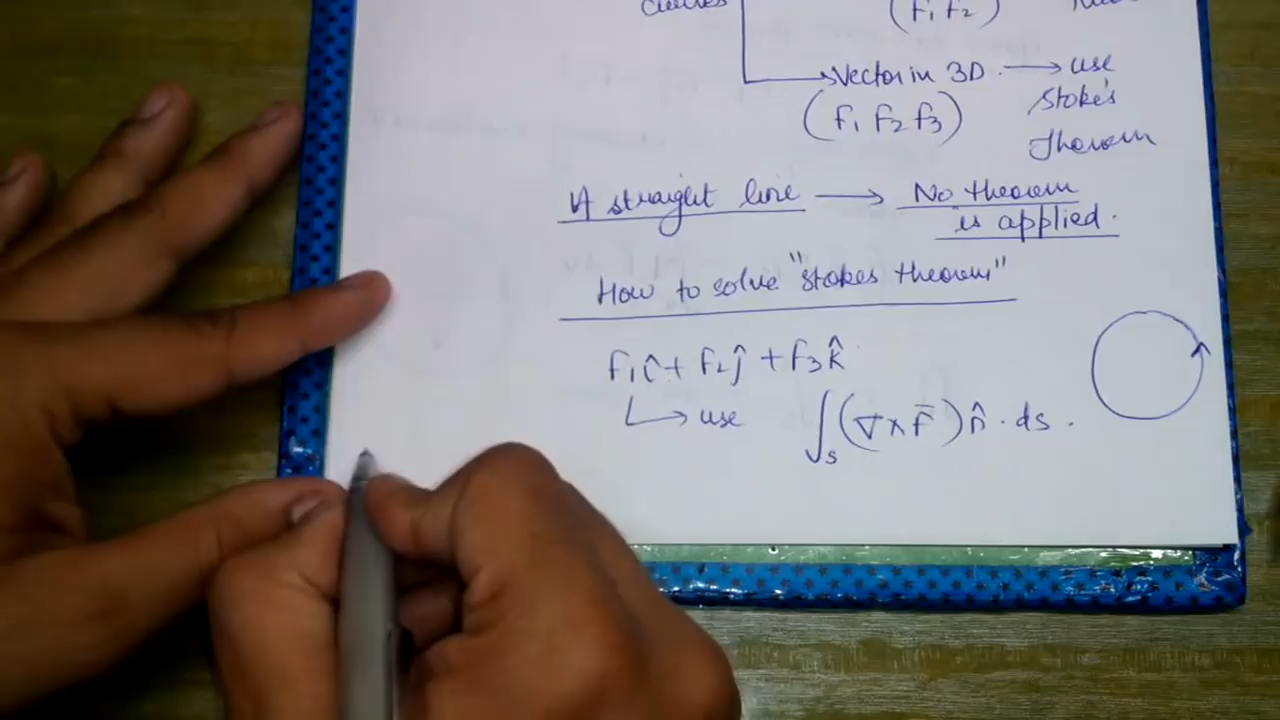 (F₁ F₂)
Vector in 3D. → use
(F₁ F₂ F₃) Stoke's
Theorem
A straight line → No theorem
is applied.
How to solve "stokes theorem"
F₁î + F₂ĵ + F₃k̂
↳ use ∫ₛ(∇×F̄)n̂·ds.